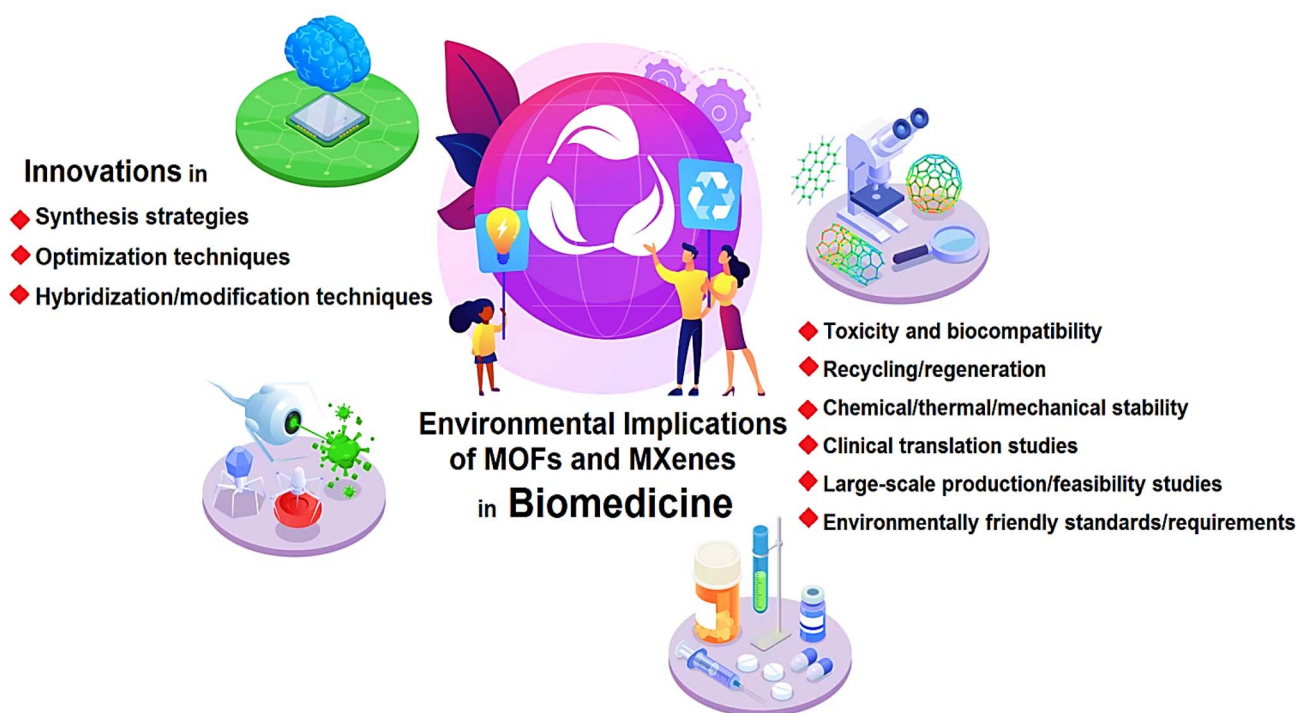 Innovations in
Synthesis strategies
Optimization techniques
Hybridization/modification techniques
Environmental Implications
of MOFs and MXenes
in Biomedicine
Toxicity and biocompatibility
Recycling/regeneration
Chemical/thermal/mechanical stability
Clinical translation studies
Large-scale production/feasibility studies
Environmentally friendly standards/requirements